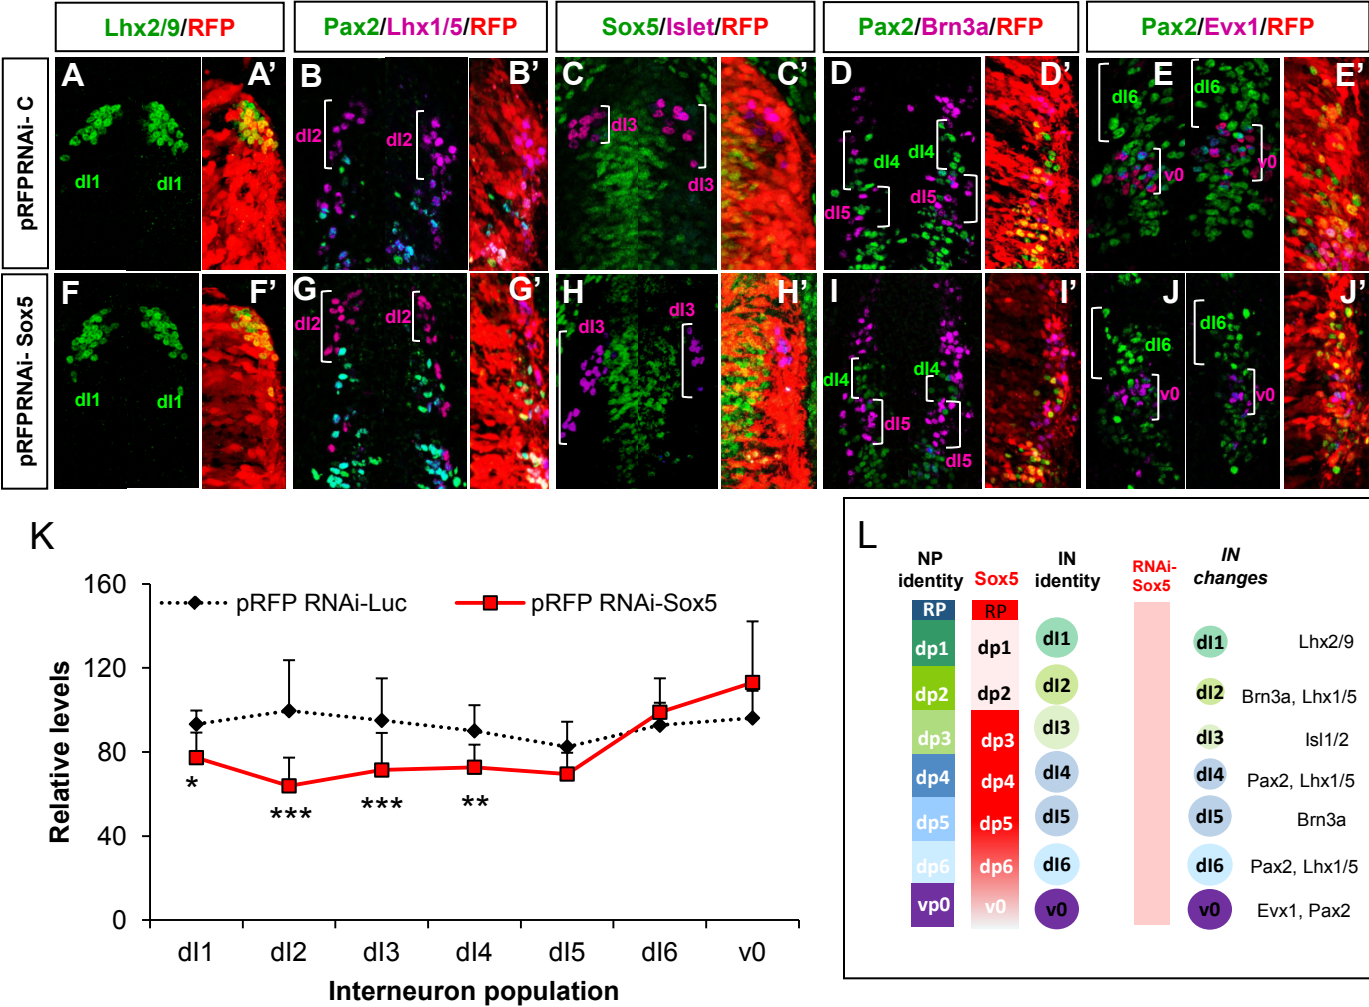 Lhx2/9/RFP
Pax2/Lhx1/5/RFP
Sox5/Islet/RFP
Pax2/Brn3a/RFP
Pax2/Evx1/RFP
pRFPRNAi- C
A
A’
B
B’
C
C’
D
D’
E
E’
dI1
dI1
dI2
dI2
dI3
dI3
dI4
dI4
dI5
dI5
dI6
dI6
v0
v0
pRFPRNAi- Sox5
F
F’
G
G’
H
H’
I
I’
J
J’
dI1
dI1
dI2
dI2
dI3
dI3
dI4
dI4
dI5
dI5
dI6
dI6
v0
v0
K
Relative levels
160
120
80
40
0
pRFP RNAi-Luc
pRFP RNAi-Sox5
*
***
***
**
dI1
dI2
dI3
dI4
dI5
dI6
v0
Interneuron population
L
NP
identity
Sox5
IN
identity
RNAi-
Sox5
IN
changes
RP
RP
dp1
dp1
dI1
dI1
Lhx2/9
dp2
dp2
dI2
dI2
Brn3a, Lhx1/5
dp3
dp3
dI3
dI3
Isl1/2
dp4
dp4
dI4
dI4
Pax2, Lhx1/5
dp5
dp5
dI5
dI5
Brn3a
dp6
dp6
dI6
dI6
Pax2, Lhx1/5
vp0
v0
v0
v0
Evx1, Pax2